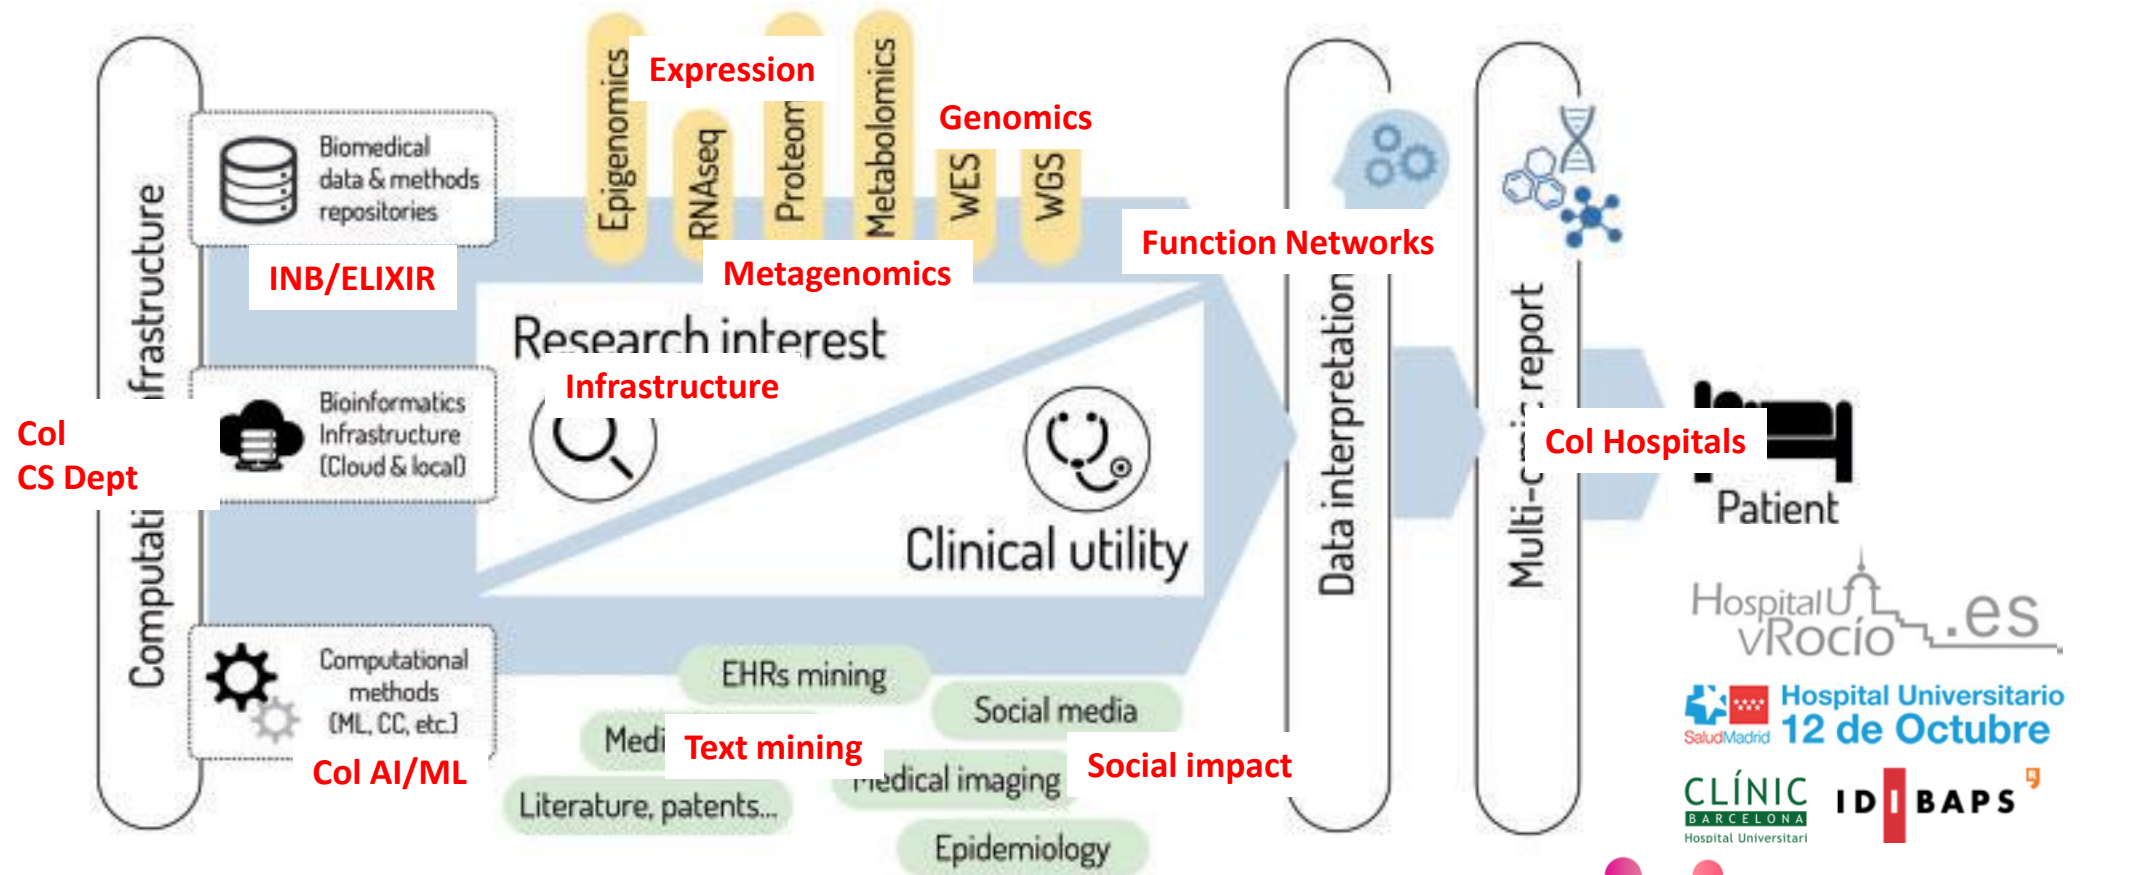 Epigenomics
Expression
RNAseq
Proteom
Metabolomics
Genomics
WES
WGS
Metagenomics
Function Networks
Biomedical
data & methods
repositories
INB/ELIXIR
frastructure
Computati
Col
CS Dept
Bioinformatics
Infrastructure
(Cloud & local)
Computational
methods
(ML, CC, etc.)
Col AI/ML
Research interest
Infrastructure
Clinical utility
EHRs mining
Social media
Medi
Text mining
Medical imaging
Social impact
Literature, patents...
Epidemiology
Data interpretation
Multi-omic report
Col Hospitals
Patient
HospitalU
vRocío
.es
SaludMadrid
Hospital Universitario
12 de Octubre
CLÍNIC
BARCELONA
Hospital Universitari
IDIBAPS